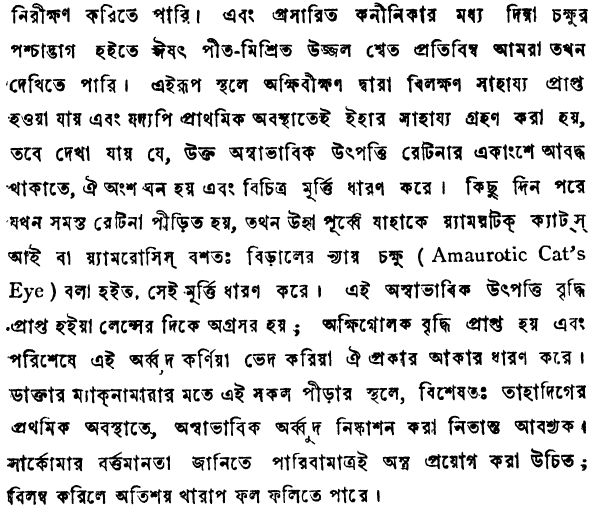 নিরীক্ষণ করিতে পারি। এবং প্রসারিত কনীনিকার মধ্য দিয়া চক্ষুর
পশ্চাদ্ভাগ হইতে ঈষৎ পীত-মিশ্রিত উজ্জল শ্বেত প্রতিবিম্ব আমরা তখন
দেখিতে পারি। এইরূপ স্থলে অক্ষিবীক্ষণ দ্বারা বিলক্ষণ সাহায্য প্রাপ্ত
হওয়া যায় এবং যদ্যপি প্রাথমিক অবস্থাতেই ইহার সাহায্য গ্রহণ করা হয়,
তবে দেখা যায় যে, উক্ত অস্বাভাবিক উৎপত্তি রেটিনার একাংশে আবদ্ধ
থাকাতে, ঐ অংশ ঘন হয় এবং বিচিত্র মূর্ত্তি ধারণ করে। কিছু দিন পরে
যখন সমস্ত রেটিনা পীড়িত হয়, তখন উহা পূর্ব্বে যাহাকে য়্যামরটিক্ ক্যাট্স্
আই বা য়্যামরোসিস্ বশতঃ বিড়ালের ন্যায় চক্ষু ( Amaurotic Cat's
Eye ) বলা হইত, সেই মূর্ত্তি ধারণ করে। এই অস্বাভাবিক উৎপত্তি বৃদ্ধি
প্রাপ্ত হইয়া লেন্সের দিকে অগ্রসর হয়; অক্ষিগোলক বৃদ্ধি প্রাপ্ত হয় এবং
পরিশেষে এই অর্ব্বুদ কর্ণিয়া ভেদ করিয়া ঐ প্রকার আকার ধারণ করে।
ডাক্তার ম্যাক্‌নামারার মতে এই সকল পীড়ার স্থলে, বিশেষতঃ তাহাদিগের
প্রথমিক অবস্থাতে, অস্বাভাবিক অর্ব্বুদ নিষ্কাশন করা নিতান্ত আবশ্যক।
সার্কোমার বর্ত্তমানতা জানিতে পারিবামাত্রই অস্ত্র প্রয়োগ করা উচিত;
বিলম্ব করিলে অতিশয় খারাপ ফল ফলিতে পারে।